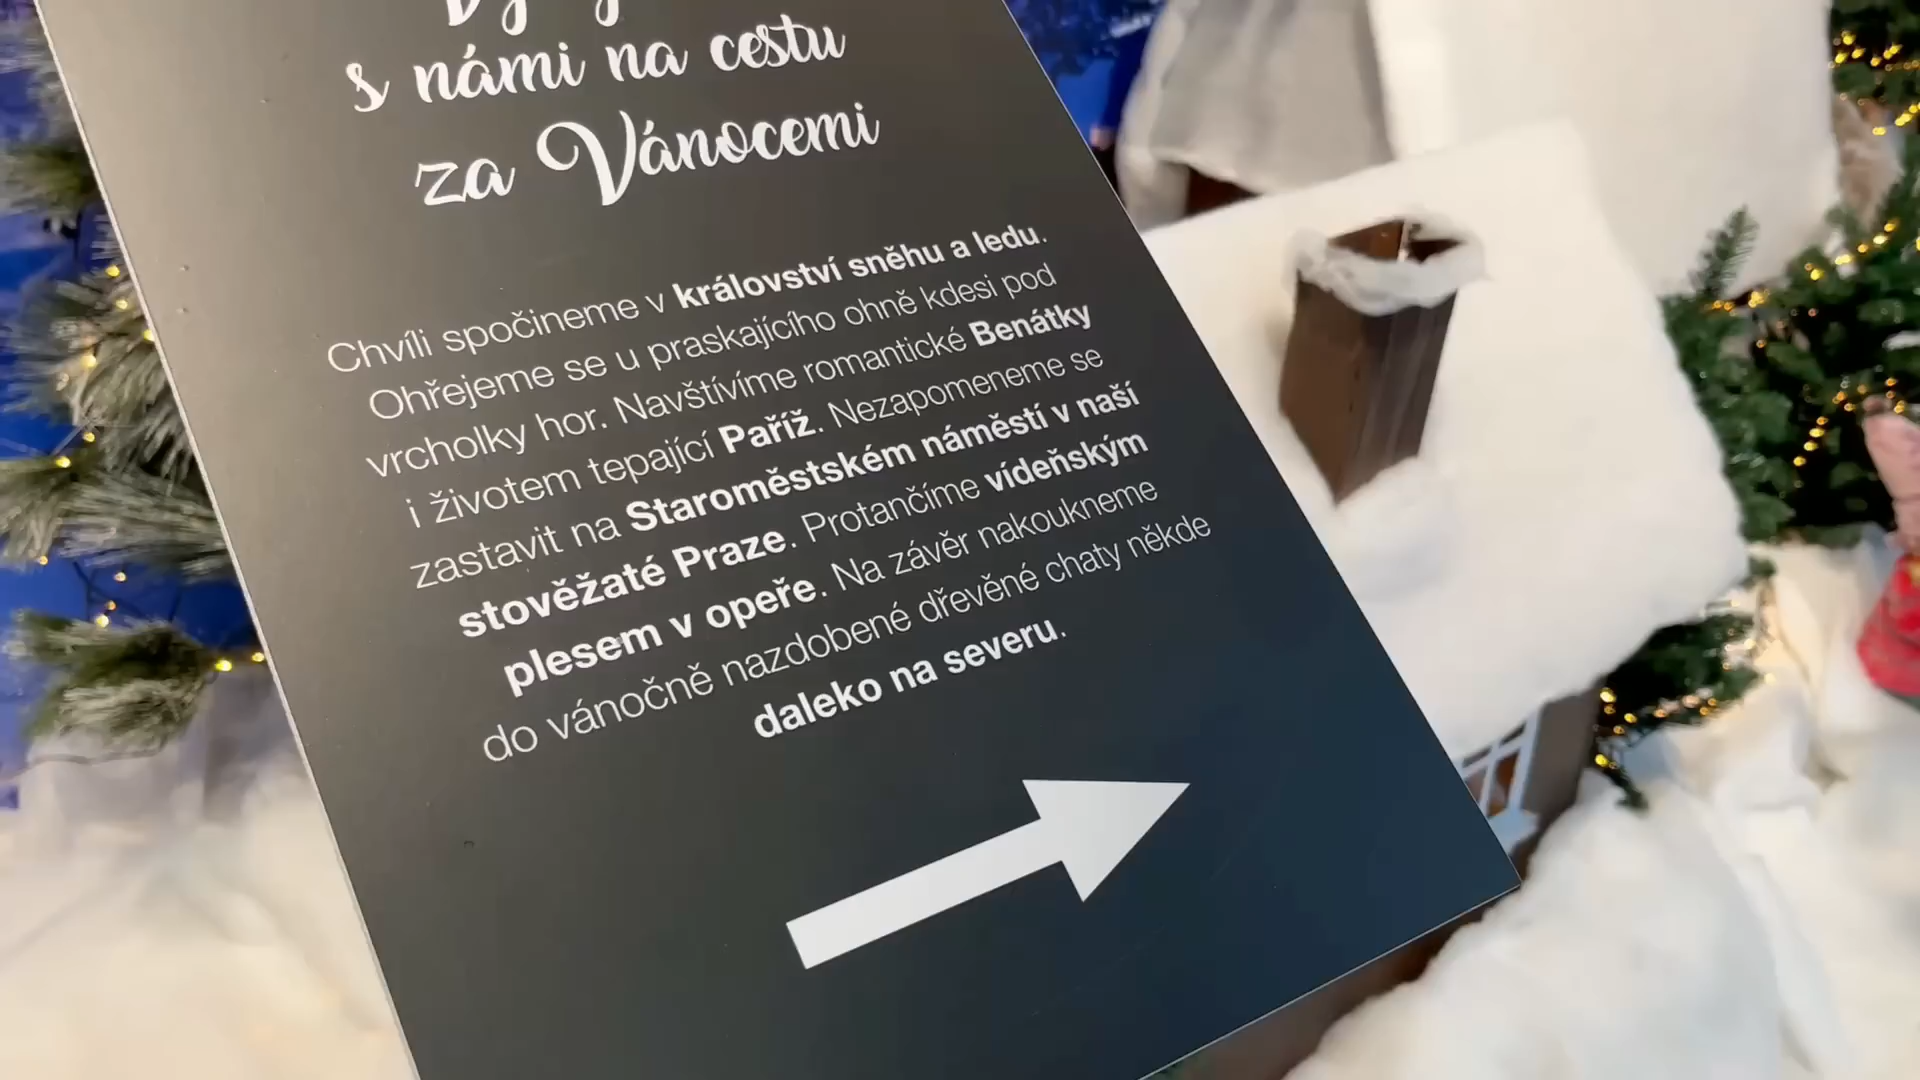 s námi na cestu
za Vánocemi
Chvíli spočineme v království sněhu a ledu.
Ohřejeme se u praskajícího ohně kdesi pod
vrcholky hor. Navštívíme romantické Benátky
i životem tepající Paříž. Nezapomeneme se
zastavit na Staroměstském náměstí v naší
stověžaté Praze. Protančíme vídeňským
plesem v opeře. Na závěr nakoukneme
do vánočně nazdobené dřevěné chaty někde
daleko na severu.